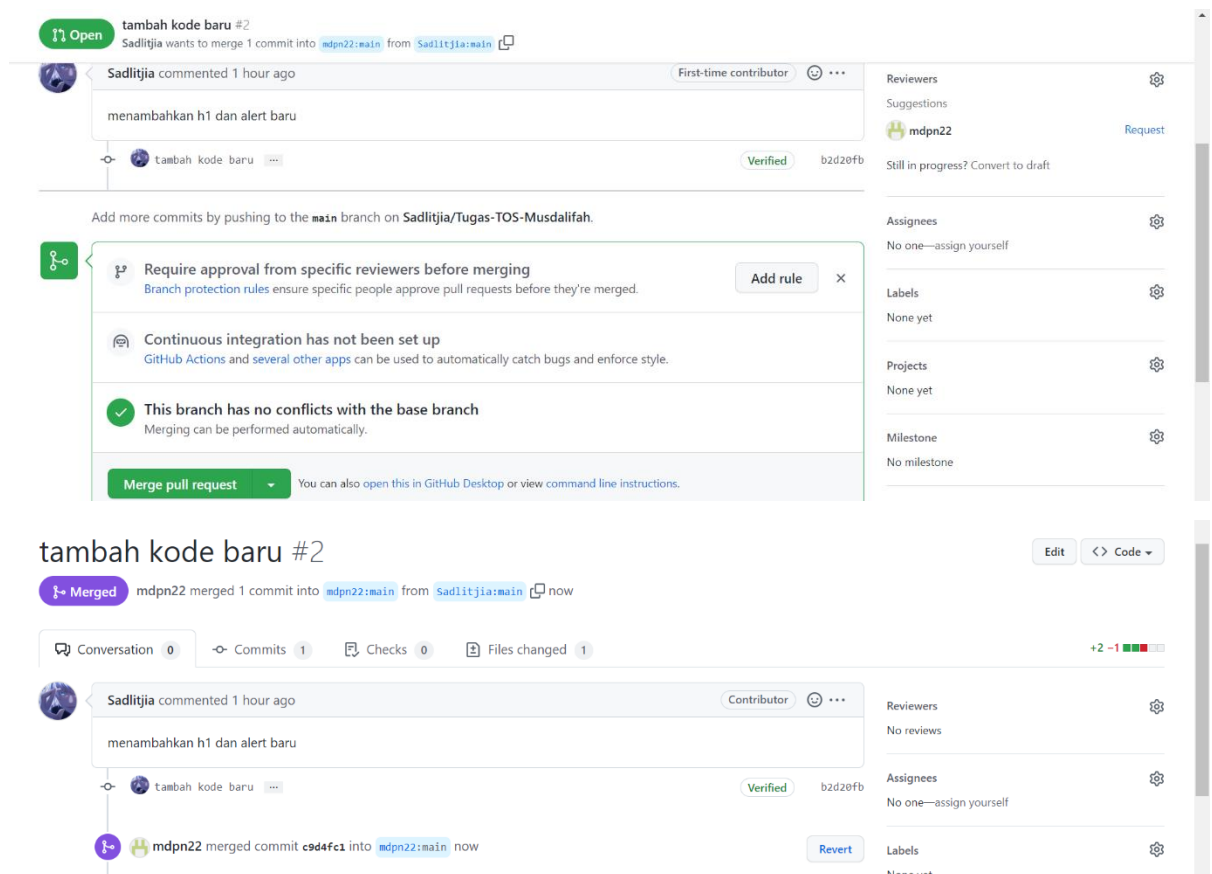 Open
tambah kode baru #2
Sadlitjia wants to merge 1 commit into mdpn22:main from Sadlitjia:main
Sadlitjia commented 1 hour ago
First-time contributor
menambahkan h1 dan alert baru
tambah kode baru ...
Verified
b2d20fb
Add more commits by pushing to the main branch on Sadlitjia/Tugas-TOS-Musdalifah.
Require approval from specific reviewers before merging
Branch protection rules ensure specific people approve pull requests before they're merged.
Add rule
Continuous integration has not been set up
GitHub Actions and several other apps can be used to automatically catch bugs and enforce style.
This branch has no conflicts with the base branch
Merging can be performed automatically.
Merge pull request
You can also open this in GitHub Desktop or view command line instructions.
Reviewers
Suggestions
mdpn22
Request
Still in progress? Convert to draft
Assignees
No one—assign yourself
Labels
None yet
Projects
None yet
Milestone
No milestone
tambah kode baru #2
Edit
<> Code
Merged
mdpn22 merged 1 commit into mdpn22:main from Sadlitjia:main now
Conversation 0
Commits 1
Checks 0
Files changed 1
+2 −1
Sadlitjia commented 1 hour ago
Contributor
menambahkan h1 dan alert baru
tambah kode baru ...
Verified
b2d20fb
mdpn22 merged commit c9d4fc1 into mdpn22:main now
Revert
Reviewers
No reviews
Assignees
No one—assign yourself
Labels
None yet